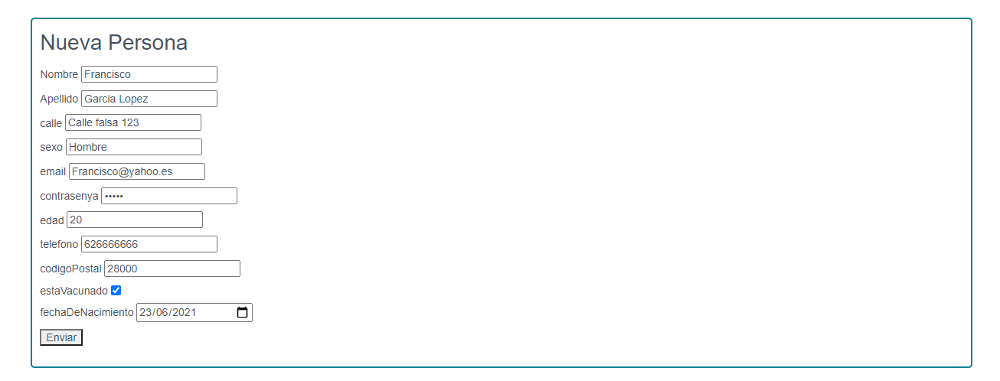 Nueva Persona
Nombre Francisco
Apellido Garcia Lopez
calle Calle falsa 123
sexo Hombre
email Francisco@yahoo.es
contrasenya •••••
edad 20
telefono 626666666
codigoPostal 28000
estaVacunado
fechaDeNacimiento 23/06/2021
Enviar